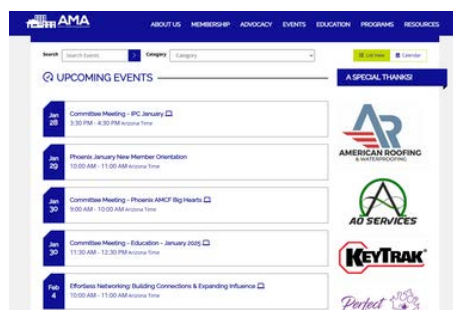 AMA
ABOUT US MEMBERSHIP ADVOCACY EVENTS EDUCATION PROGRAMS RESOURCES
Search Search Events Category Category List View Calendar
UPCOMING EVENTS
A SPECIAL THANKS!
Jan 28
Committee Meeting - IPC January
3:30 PM - 4:30 PM Arizona Time
Jan 29
Phoenix January New Member Orientation
10:00 AM - 11:00 AM Arizona Time
Jan 30
Committee Meeting - Phoenix AMCF Big Hearts
9:00 AM - 10:00 AM Arizona Time
Jan 30
Committee Meeting - Education - January 2025
11:30 AM - 12:30 PM Arizona Time
Feb 4
Effortless Networking: Building Connections & Expanding Influence
10:00 AM - 11:00 AM Arizona Time
AR
AMERICAN ROOFING
& WATERPROOFING
AO SERVICES
KEYTRAK
Perfect